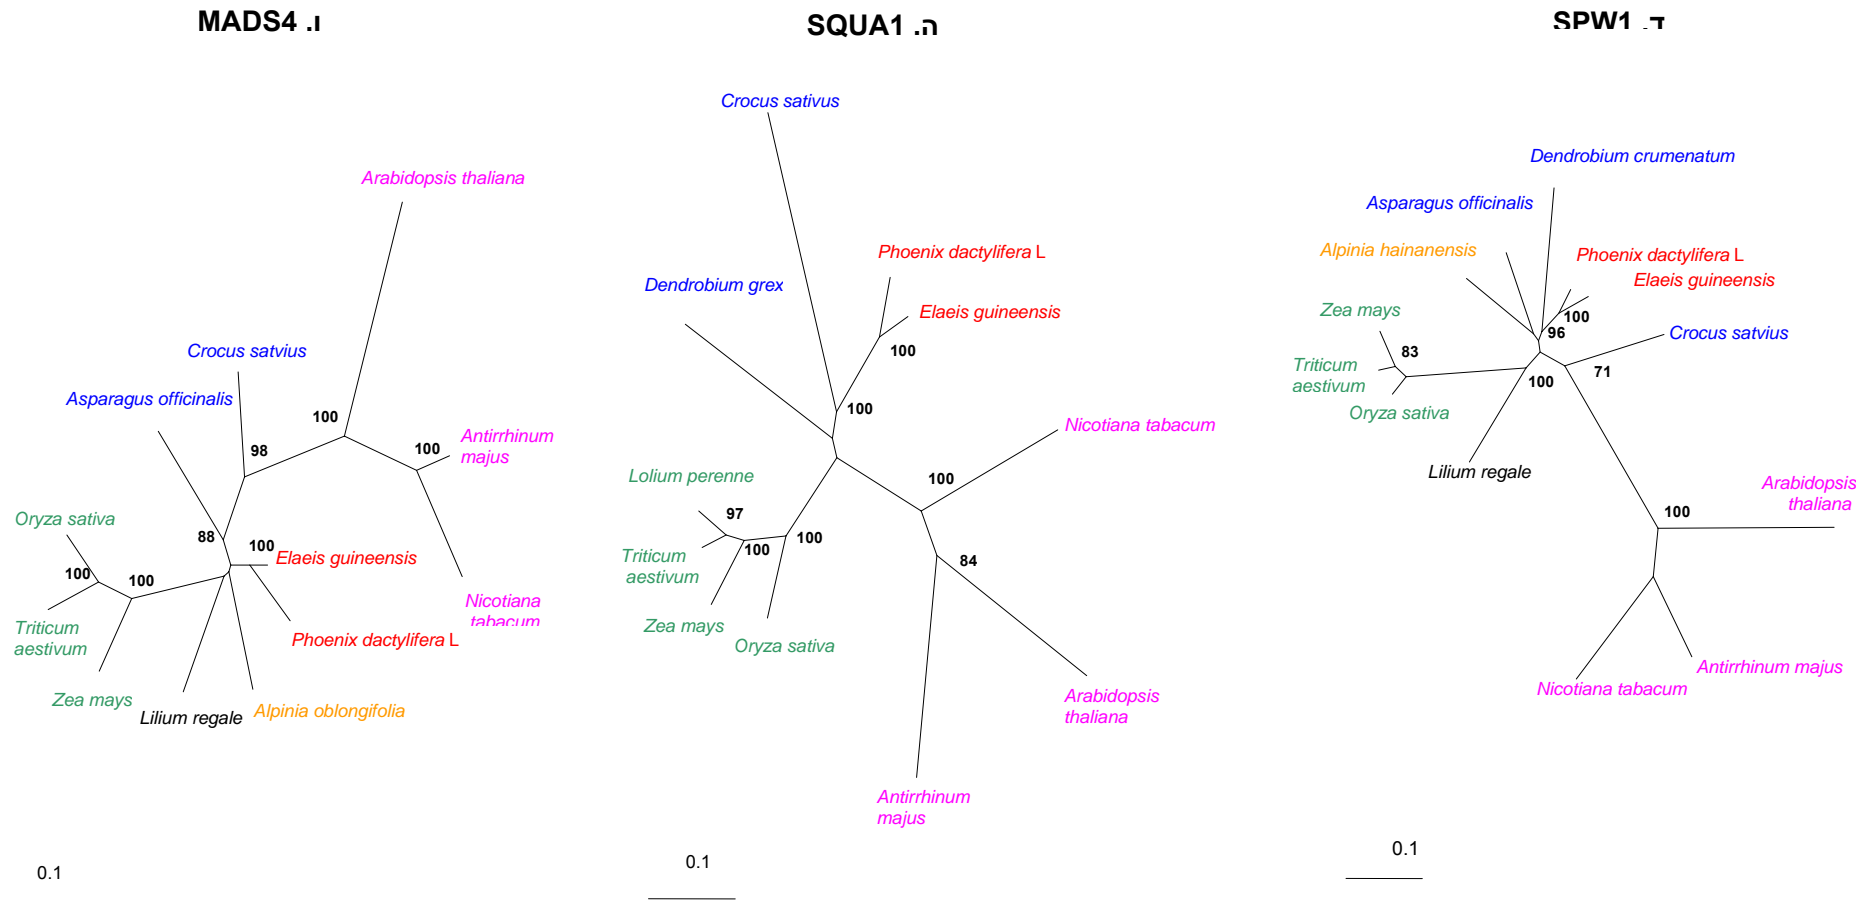 ו. MADS4
Arabidopsis thaliana
Crocus satvius
Asparagus officinalis
100
98
100
Antirrhinum
majus
Oryza sativa
88
100
Elaeis guineensis
100
100
Nicotiana
tabacum
Triticum
aestivum
Phoenix dactylifera L
Zea mays
Lilium regale
Alpinia oblongifolia
0.1
ה. SQUA1
Crocus sativus
Phoenix dactylifera L
Dendrobium grex
Elaeis guineensis
100
100
Nicotiana tabacum
Lolium perenne
100
97
100
100
Triticum
aestivum
84
Zea mays
Oryza sativa
Arabidopsis
thaliana
Antirrhinum
majus
0.1
ד. SPW1
Dendrobium crumenatum
Asparagus officinalis
Alpinia hainanensis
Phoenix dactylifera L
Elaeis guineensis
Zea mays
100
96
Crocus satvius
83
Triticum
aestivum
71
100
Oryza sativa
Lilium regale
Arabidopsis
thaliana
100
Antirrhinum majus
Nicotiana tabacum
0.1